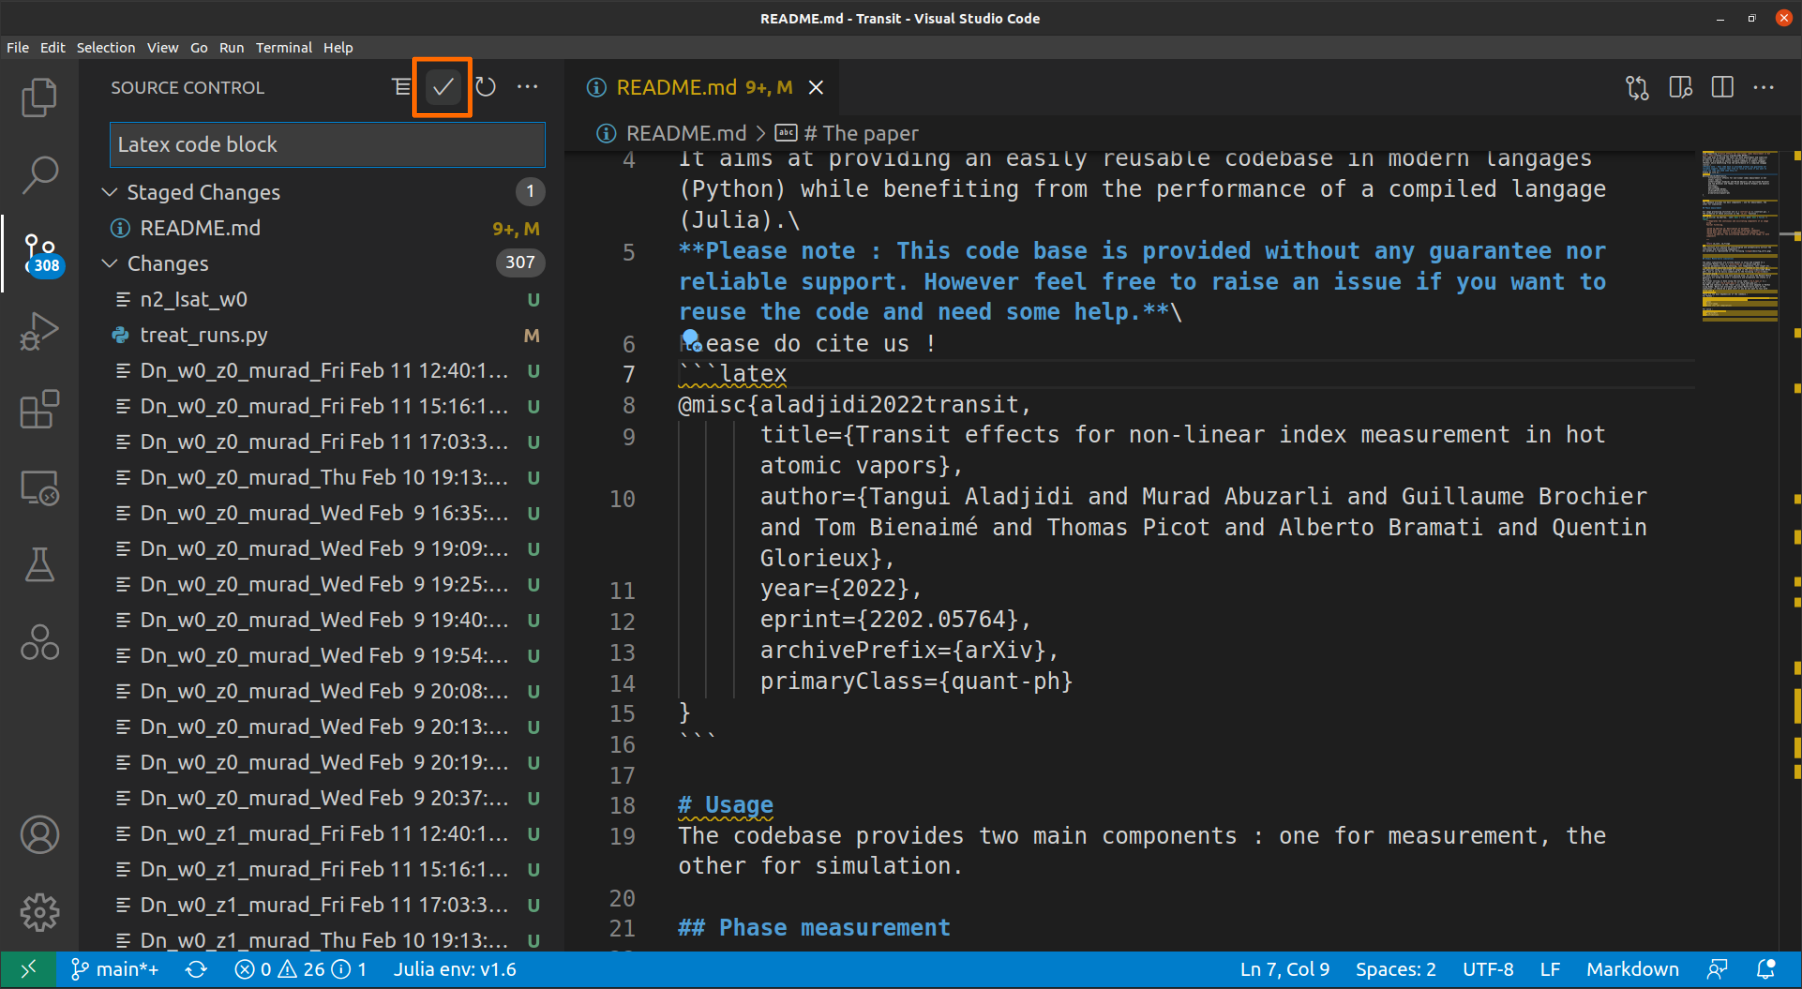 README.md - Transit - Visual Studio Code
File Edit Selection View Go Run Terminal Help
SOURCE CONTROL
Latex code block
Staged Changes 1
README.md 9+, M
Changes 307
n2_lsat_w0 U
treat_runs.py M
Dn_w0_z0_murad_Fri Feb 11 12:40:1... U
Dn_w0_z0_murad_Fri Feb 11 15:16:1... U
Dn_w0_z0_murad_Fri Feb 11 17:03:3... U
Dn_w0_z0_murad_Thu Feb 10 19:13:... U
Dn_w0_z0_murad_Wed Feb  9 16:35:... U
Dn_w0_z0_murad_Wed Feb  9 19:09:... U
Dn_w0_z0_murad_Wed Feb  9 19:25:... U
Dn_w0_z0_murad_Wed Feb  9 19:40:... U
Dn_w0_z0_murad_Wed Feb  9 19:54:... U
Dn_w0_z0_murad_Wed Feb  9 20:08:... U
Dn_w0_z0_murad_Wed Feb  9 20:13:... U
Dn_w0_z0_murad_Wed Feb  9 20:19:... U
Dn_w0_z0_murad_Wed Feb  9 20:37:... U
Dn_w0_z1_murad_Fri Feb 11 12:40:1... U
Dn_w0_z1_murad_Fri Feb 11 15:16:1... U
Dn_w0_z1_murad_Fri Feb 11 17:03:3... U
Dn_w0_z1_murad_Thu Feb 10 19:13:... U
308
README.md 9+, M
README.md > abc # The paper
4 It aims at providing an easily reusable codebase in modern langages
(Python) while benefiting from the performance of a compiled langage
(Julia).\
5 **Please note : This code base is provided without any guarantee nor
reliable support. However feel free to raise an issue if you want to
reuse the code and need some help.**\
6 ease do cite us !
7 ```latex
8 @misc{aladjidi2022transit,
9 title={Transit effects for non-linear index measurement in hot
atomic vapors},
10 author={Tangui Aladjidi and Murad Abuzarli and Guillaume Brochier
and Tom Bienaimé and Thomas Picot and Alberto Bramati and Quentin
Glorieux},
11 year={2022},
12 eprint={2202.05764},
13 archivePrefix={arXiv},
14 primaryClass={quant-ph}
15 }
16 ```
17
18 # Usage
19 The codebase provides two main components : one for measurement, the
other for simulation.
20
21 ## Phase measurement
main*+ 0 26 1 Julia env: v1.6 Ln 7, Col 9 Spaces: 2 UTF-8 LF Markdown